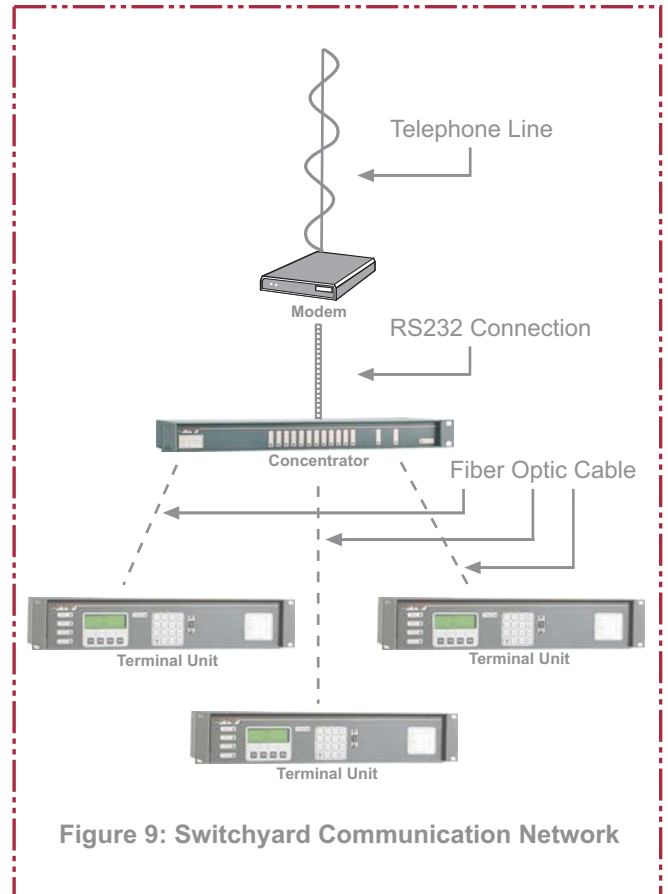 Telephone Line
Modem
RS232 Connection
Concentrator
Fiber Optic Cable
Terminal Unit
Terminal Unit
Terminal Unit
Figure 9: Switchyard Communication Network